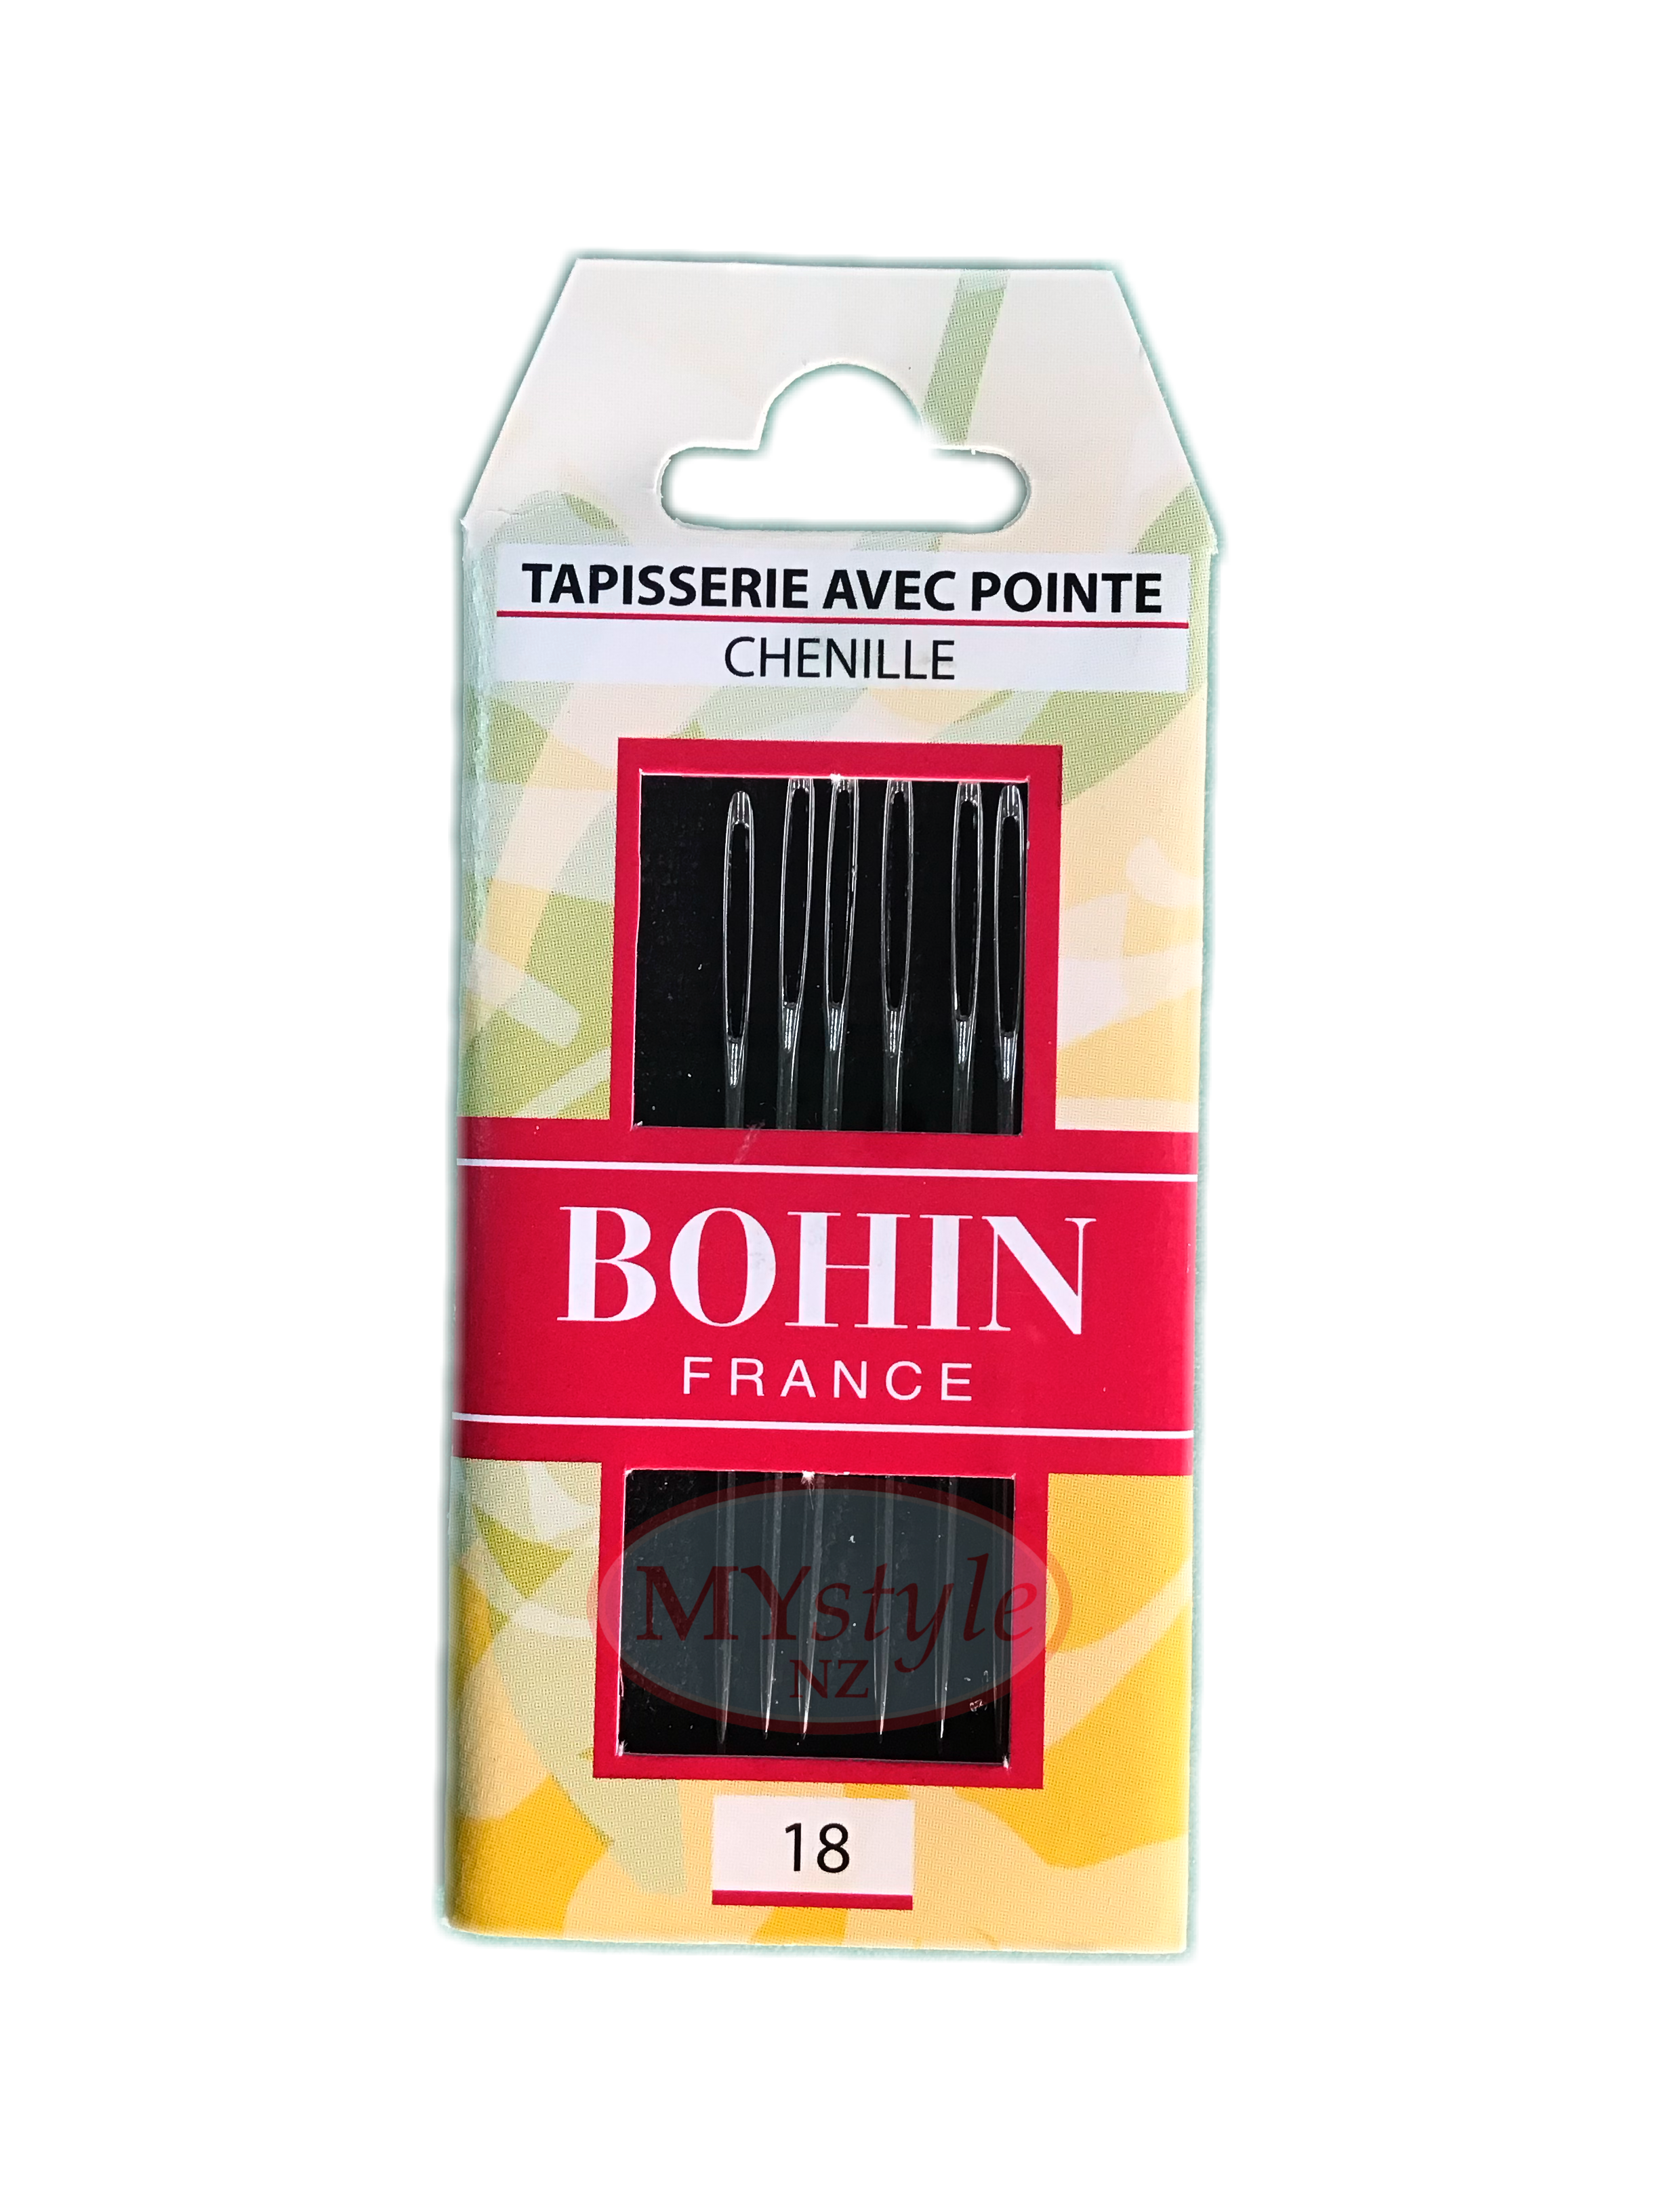 TAPISSERIE AVEC POINTE
CHENILLE
BOHIN
FRANCE
MYstyle
NZ
18